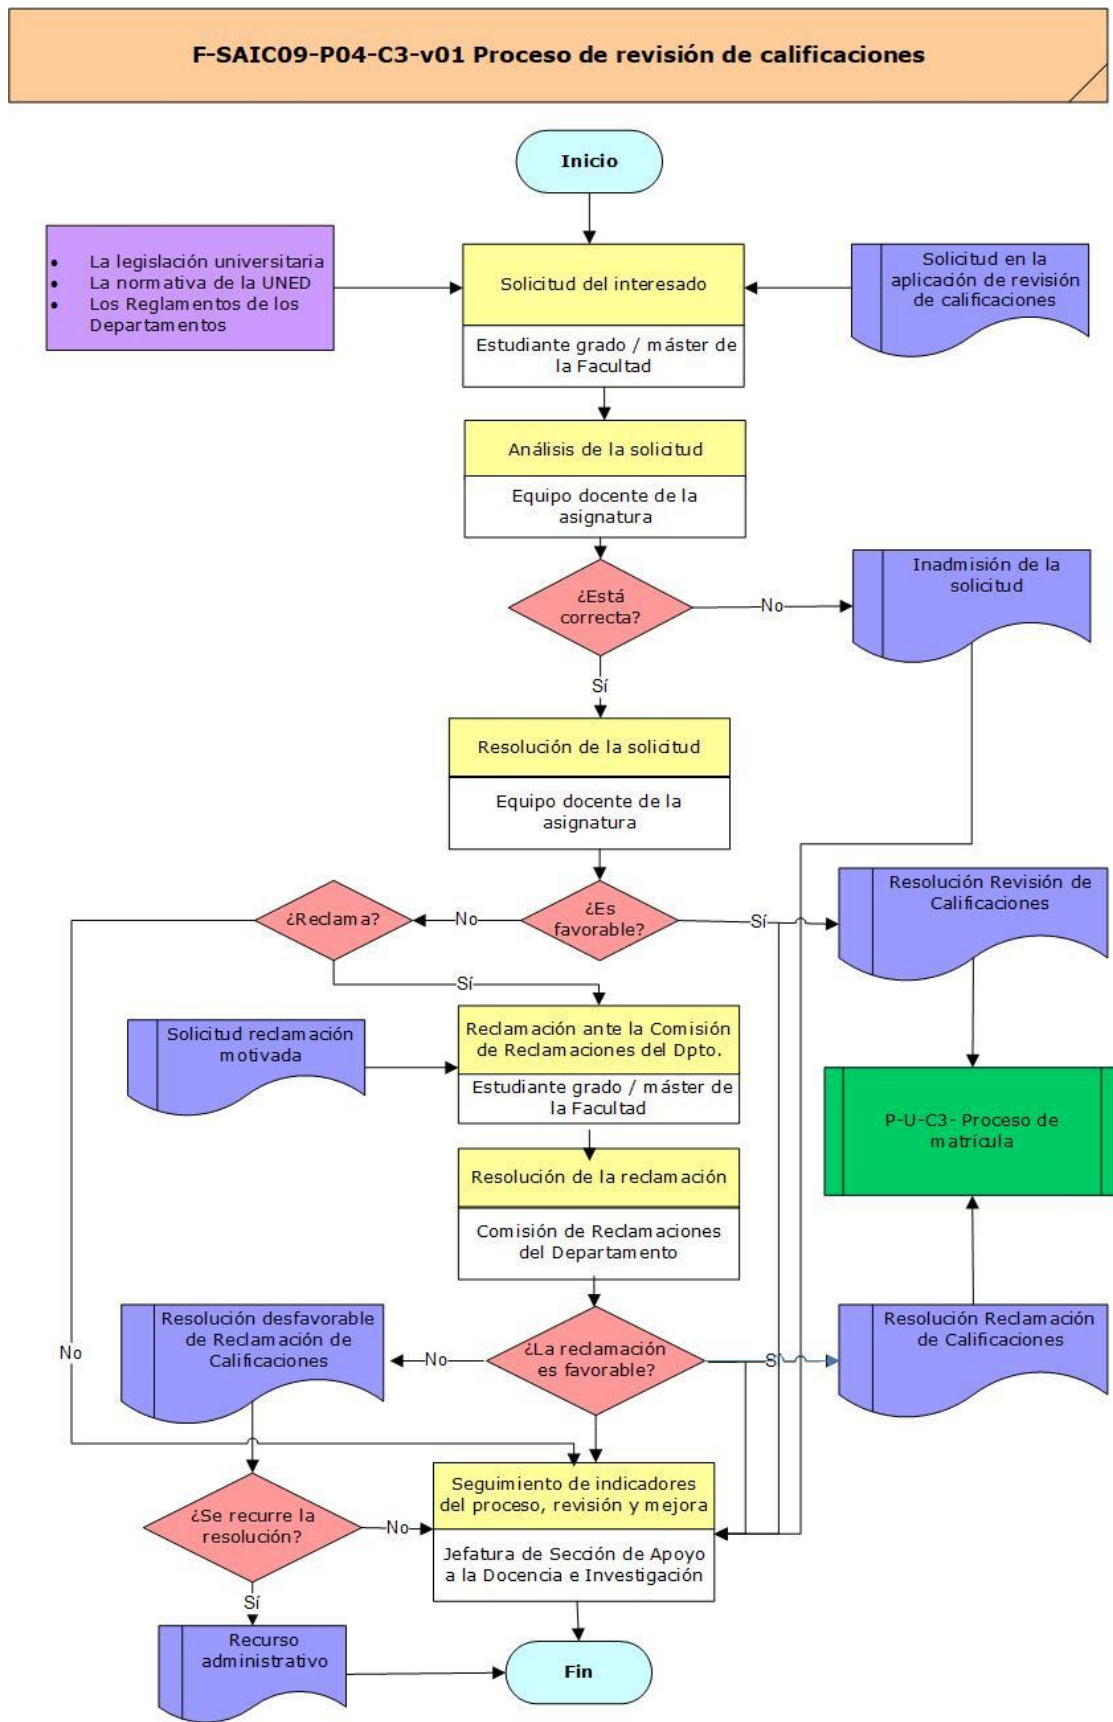 F-SAIC09-P04-C3-v01 Proceso de revisión de calificaciones
Inicio
• La legislación universitaria
• La normativa de la UNED
• Los Reglamentos de los
Departamentos
Solicitud del interesado
Estudiante grado / máster de
la Facultad
Solicitud en la
aplicación de revisión
de calificaciones
Análisis de la solicitud
Equipo docente de la
asignatura
¿Está
correcta?
No
Inadmisión de la
solicitud
Sí
Resolución de la solicitud
Equipo docente de la
asignatura
¿Reclama?
No
¿Es
favorable?
Sí
Resolución Revisión de
Calificaciones
Sí
Solicitud reclamación
motivada
Reclamación ante la Comisión
de Reclamaciones del Dpto.
Estudiante grado / máster de
la Facultad
P-U-C3- Proceso de
matrícula
Resolución de la reclamación
Comisión de Reclamaciones
del Departamento
No
Resolución desfavorable
de Reclamación de
Calificaciones
No
¿La reclamación
es favorable?
Sí
Resolución Reclamación
de Calificaciones
¿Se recurre la
resolución?
No
Seguimiento de indicadores
del proceso, revisión y mejora
Jefatura de Sección de Apoyo
a la Docencia e Investigación
Sí
Recurso
administrativo
Fin